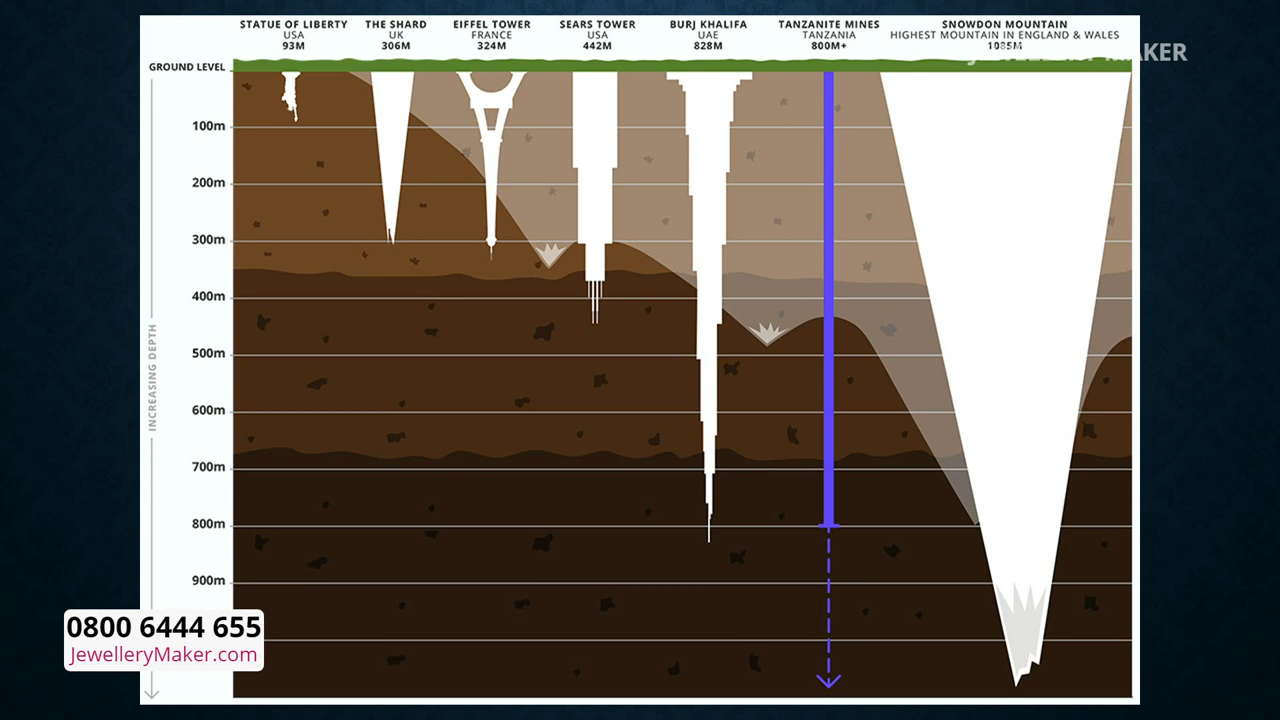 STATUE OF LIBERTY
USA
93M
THE SHARD
UK
306M
EIFFEL TOWER
FRANCE
324M
SEARS TOWER
USA
442M
BURJ KHALIFA
UAE
828M
TANZANITE MINES
TANZANIA
800M+
SNOWDON MOUNTAIN
HIGHEST MOUNTAIN IN ENGLAND & WALES
1085M
GROUND LEVEL
100m
200m
300m
400m
500m
600m
700m
800m
900m
INCREASING DEPTH
0800 6444 655
JewelleryMaker.com